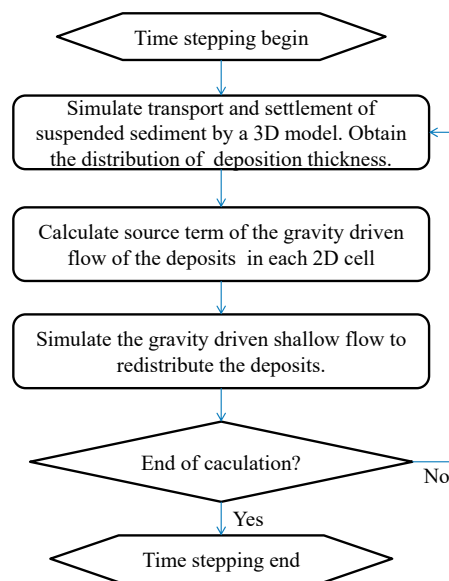 Time stepping begin
Simulate transport and settlement of
suspended sediment by a 3D model. Obtain
the distribution of deposition thickness.
Calculate source term of the gravity driven
flow of the deposits in each 2D cell
Simulate the gravity driven shallow flow to
redistribute the deposits.
End of caculation?
No
Yes
Time stepping end